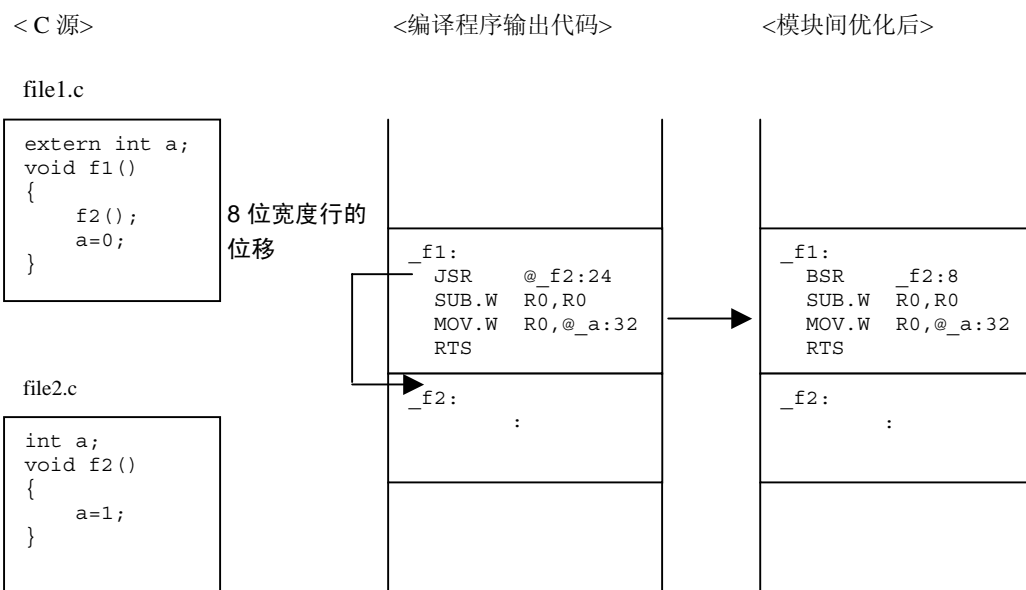 < C 源>
<编译程序输出代码>
<模块间优化后>
file1.c
extern int a;
void f1()
{
f2();
a=0;
}
8 位宽度行的
位移
_f1:
JSR @_f2:24
SUB.W R0,R0
MOV.W R0,@_a:32
RTS
_f2:
:
_f1:
BSR _f2:8
SUB.W R0,R0
MOV.W R0,@_a:32
RTS
_f2:
:
file2.c
int a;
void f2()
{
a=1;
}